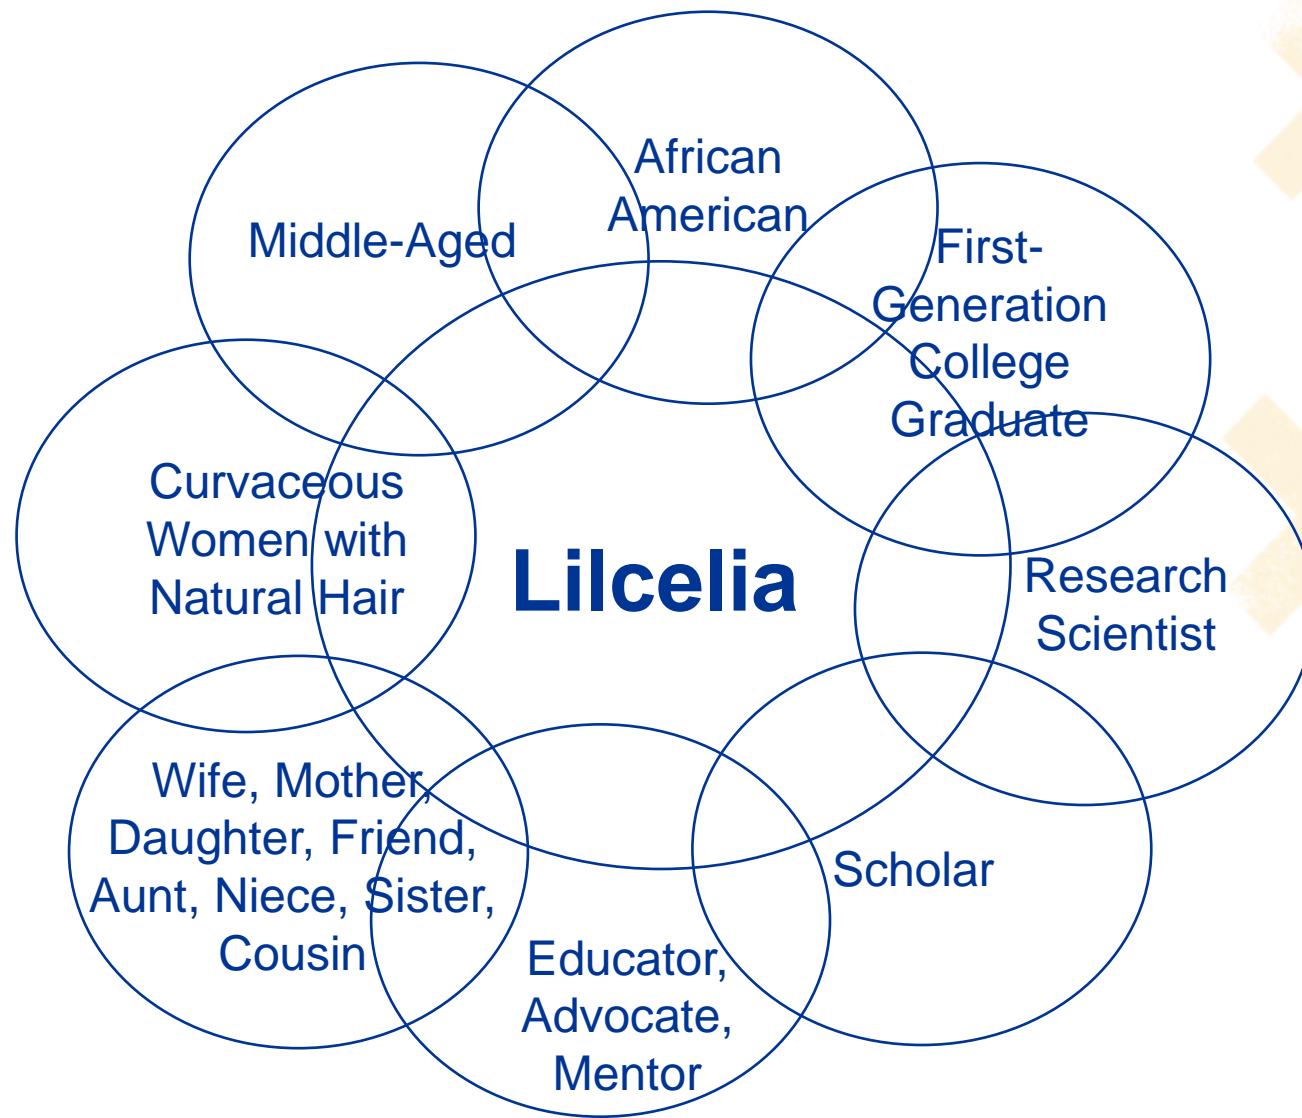 African
American
Middle-Aged
First-
Generation
College
Graduate
Curvaceous
Women with
Natural Hair
Lilcelia
Research
Scientist
Wife, Mother,
Daughter, Friend,
Aunt, Niece, Sister,
Cousin
Scholar
Educator,
Advocate,
Mentor